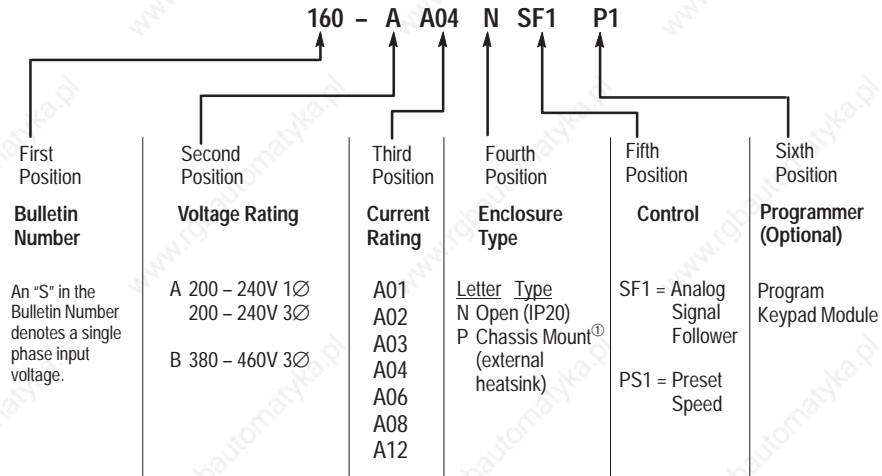 160 – A A04 N SF1 P1
First Position
Second Position
Third Position
Fourth Position
Fifth Position
Sixth Position
Bulletin Number
Voltage Rating
Current Rating
Enclosure Type
Control
Programmer (Optional)
An "S" in the
Bulletin Number
denotes a single
phase input
voltage.
A 200 – 240V 1∅
200 – 240V 3∅
B 380 – 460V 3∅
A01
A02
A03
A04
A06
A08
A12
Letter Type
N Open (IP20)
P Chassis Mount①
(external
heatsink)
SF1 = Analog
Signal
Follower
PS1 = Preset
Speed
Program
Keypad Module
www.rgbautomatyka.pl